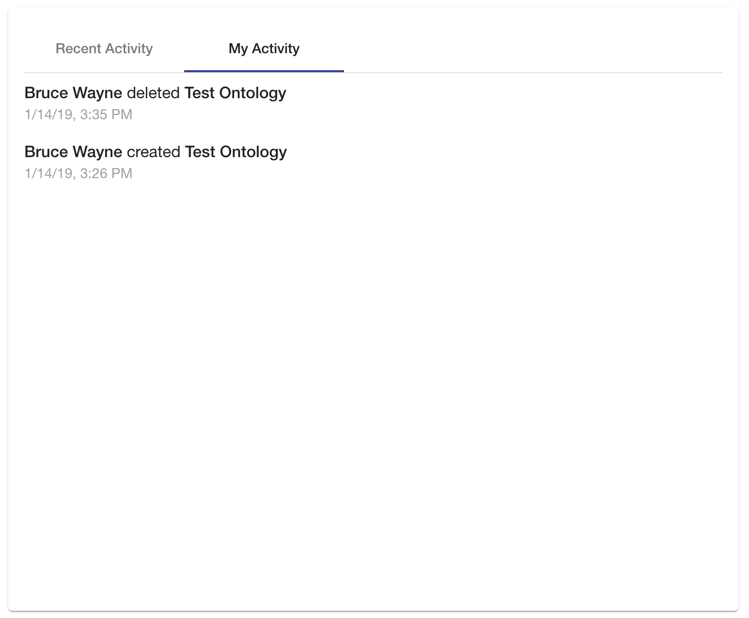 Recent Activity My Activity
Bruce Wayne deleted Test Ontology
1/14/19, 3:35 PM
Bruce Wayne created Test Ontology
1/14/19, 3:26 PM